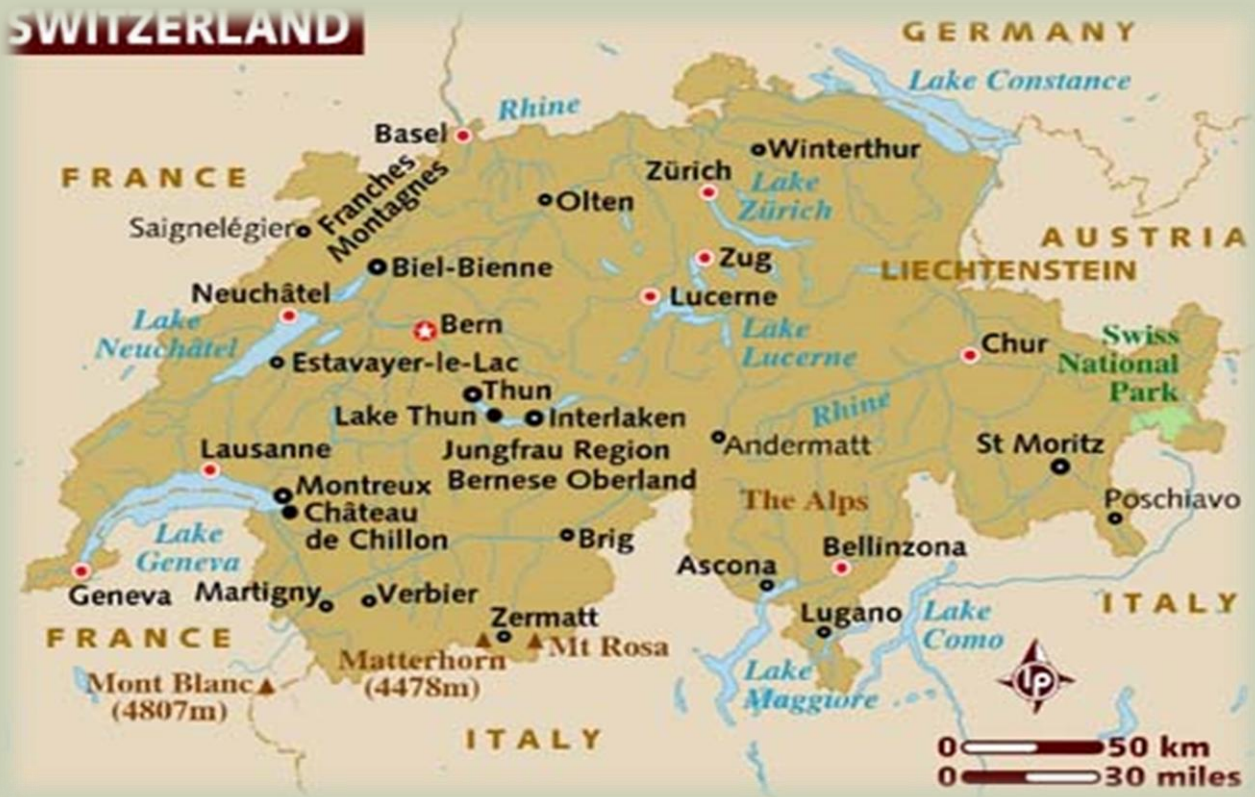 SWITZERLAND
GERMANY
Lake Constance
Rhine
Basel
Winterthur
FRANCE
Franches
Montagnes
Zürich
Lake
Zürich
Olten
Saignelégier
AUSTRIA
Zug
LIECHTENSTEIN
Biel-Bienne
Neuchâtel
Lucerne
Lake
Neuchâtel
Bern
Lake
Lucerne
Chur
Swiss
National
Park
Estavayer-le-Lac
Thun
Lake Thun
Interlaken
Rhine
Jungfrau Region
Bernese Oberland
Andermatt
St Moritz
Lausanne
Montreux
Château
de Chillon
The Alps
Poschiavo
Lake
Geneva
Brig
Bellinzona
Ascona
Geneva
Martigny
Verbier
Zermatt
Lugano
Lake
Como
ITALY
FRANCE
Matterhorn
(4478m)
Mt Rosa
Mont Blanc
(4807m)
Lake
Maggiore
lp
ITALY
0 50 km
0 30 miles